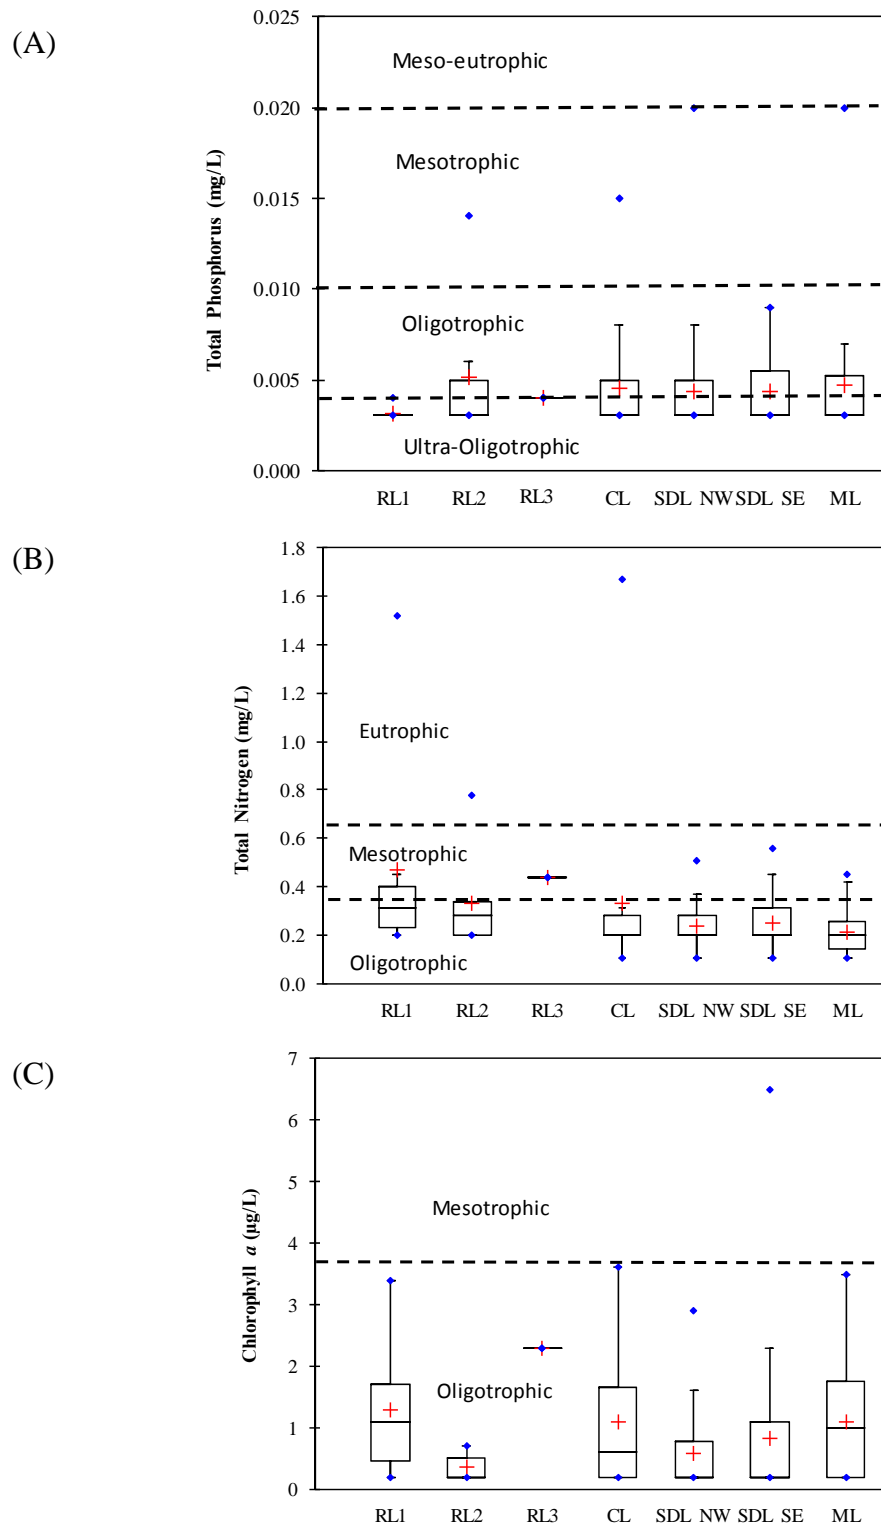 (A)
Total Phosphorus (mg/L)
0.025
0.020
0.015
0.010
0.005
0.000
Meso-eutrophic
Mesotrophic
Oligotrophic
Ultra-Oligotrophic
RL1 RL2 RL3 CL SDL NW SDL SE ML
(B)
Total Nitrogen (mg/L)
1.8
1.6
1.4
1.2
1.0
0.8
0.6
0.4
0.2
0.0
Eutrophic
Mesotrophic
Oligotrophic
RL1 RL2 RL3 CL SDL NW SDL SE ML
(C)
Chlorophyll a (µg/L)
7
6
5
4
3
2
1
0
Mesotrophic
Oligotrophic
RL1 RL2 RL3 CL SDL NW SDL SE ML